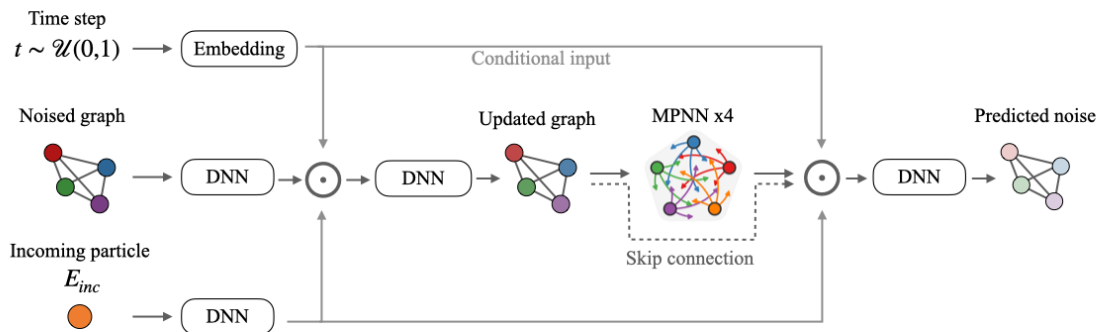 Time step
t ~ 𝒰(0,1)
Embedding
Conditional input
Noised graph
Updated graph
MPNN x4
Predicted noise
DNN
DNN
DNN
Skip connection
Incoming particle
E_inc
DNN